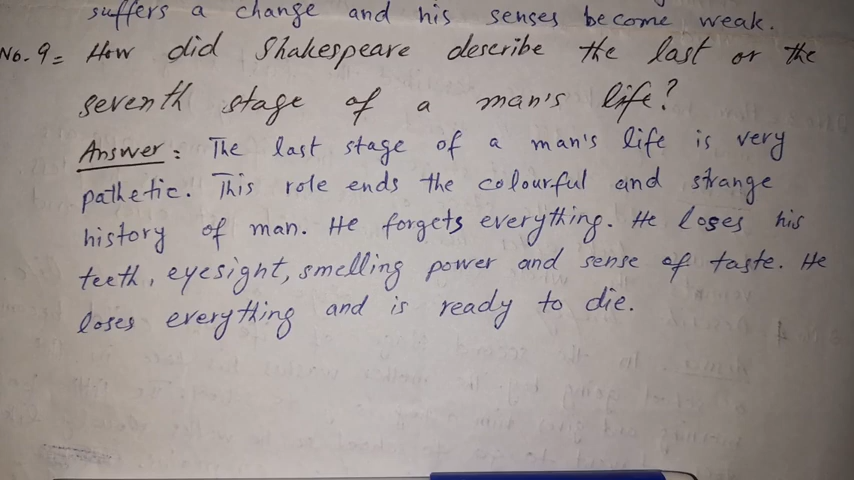 suffers a change and his senses become weak.
No. 9 = How did Shakespeare describe the last or the
seventh stage of a man's life?
Answer: The last stage of a man's life is very
pathetic. This role ends the colourful and strange
history of man. He forgets everything. He loses his
teeth, eyesight, smelling power and sense of taste. He
loses everything and is ready to die.